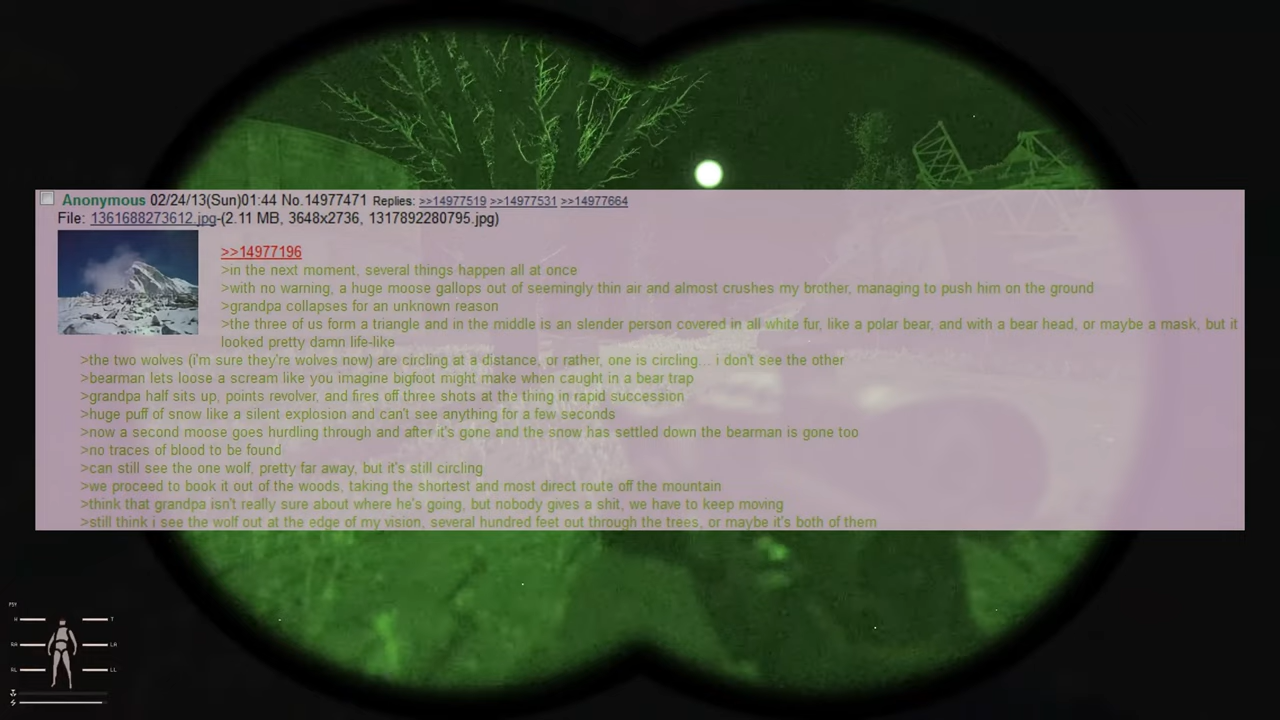 Anonymous 02/24/13(Sun)01:44 No.14977471 Replies: >>14977519 >>14977531 >>14977664
File: 1361688273612.jpg-(2.11 MB, 3648x2736, 1317892280795.jpg)
>>14977196
>in the next moment, several things happen all at once
>with no warning, a huge moose gallops out of seemingly thin air and almost crushes my brother, managing to push him on the ground
>grandpa collapses for an unknown reason
>the three of us form a triangle and in the middle is an slender person covered in all white fur, like a polar bear, and with a bear head, or maybe a mask, but it
looked pretty damn life-like
>the two wolves (i'm sure they're wolves now) are circling at a distance, or rather, one is circling... i don't see the other
>bearman lets loose a scream like you imagine bigfoot might make when caught in a bear trap
>grandpa half sits up, points revolver, and fires off three shots at the thing in rapid succession
>huge puff of snow like a silent explosion and can't see anything for a few seconds
>now a second moose goes hurdling through and after it's gone and the snow has settled down the bearman is gone too
>no traces of blood to be found
>can still see the one wolf, pretty far away, but it's still circling
>we proceed to book it out of the woods, taking the shortest and most direct route off the mountain
>think that grandpa isn't really sure about where he's going, but nobody gives a shit, we have to keep moving
>still think i see the wolf out at the edge of my vision, several hundred feet out through the trees, or maybe it's both of them
PSY
H T
RA LA
RL LL